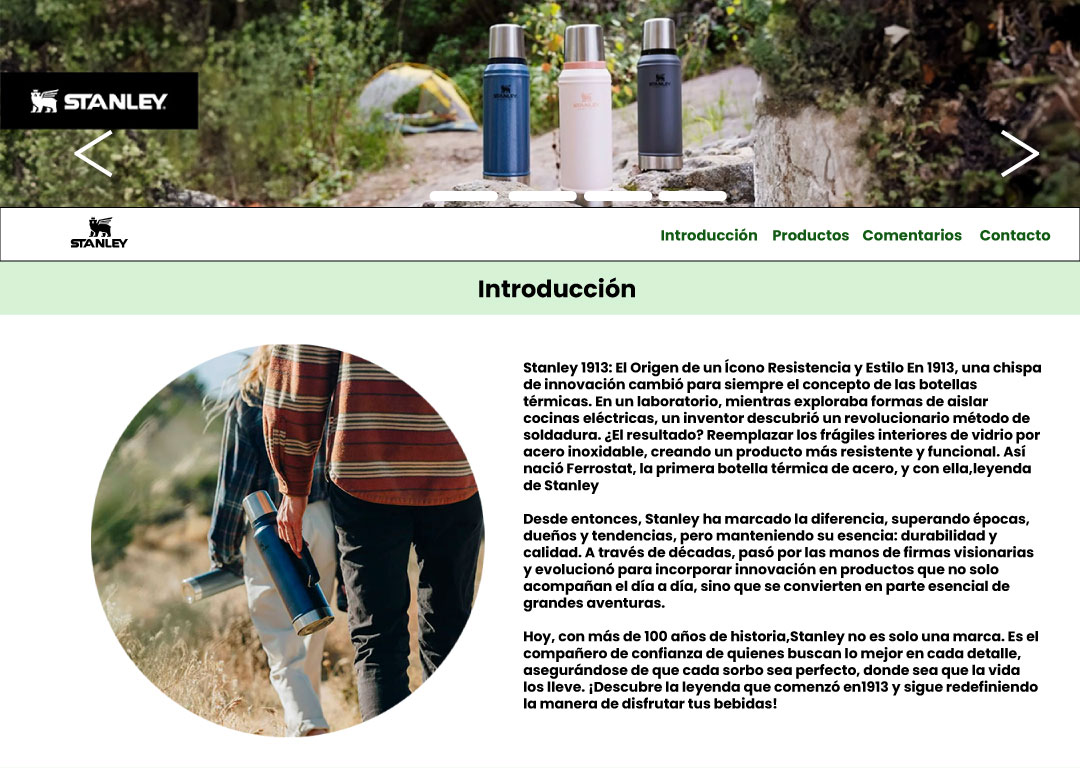 STANLEY
STANLEY
STANLEY
STANLEY
STANLEY
Introducción Productos Comentarios Contacto
Introducción
Stanley 1913: El Origen de un Ícono Resistencia y Estilo En 1913, una chispa
de innovación cambió para siempre el concepto de las botellas
térmicas. En un laboratorio, mientras exploraba formas de aislar
cocinas eléctricas, un inventor descubrió un revolucionario método de
soldadura. ¿El resultado? Reemplazar los frágiles interiores de vidrio por
acero inoxidable, creando un producto más resistente y funcional. Así
nació Ferrostat, la primera botella térmica de acero, y con ella,leyenda
de Stanley
Desde entonces, Stanley ha marcado la diferencia, superando épocas,
dueños y tendencias, pero manteniendo su esencia: durabilidad y
calidad. A través de décadas, pasó por las manos de firmas visionarias
y evolucionó para incorporar innovación en productos que no solo
acompañan el día a día, sino que se convierten en parte esencial de
grandes aventuras.
Hoy, con más de 100 años de historia,Stanley no es solo una marca. Es el
compañero de confianza de quienes buscan lo mejor en cada detalle,
asegurándose de que cada sorbo sea perfecto, donde sea que la vida
los lleve. ¡Descubre la leyenda que comenzó en1913 y sigue redefiniendo
la manera de disfrutar tus bebidas!